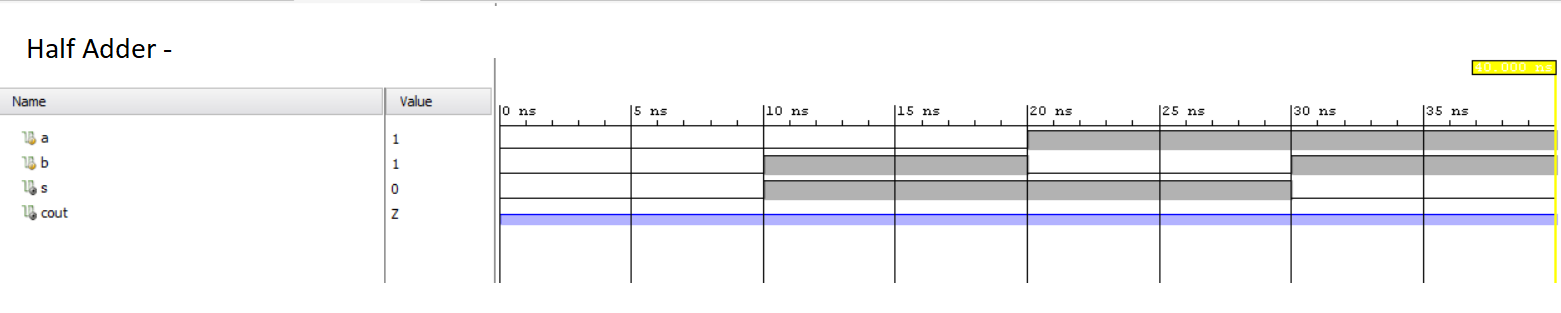 Half Adder -
40.000 ns
Name Value
0 ns 5 ns 10 ns 15 ns 20 ns 25 ns 30 ns 35 ns
a 1
b 1
s 0
cout Z